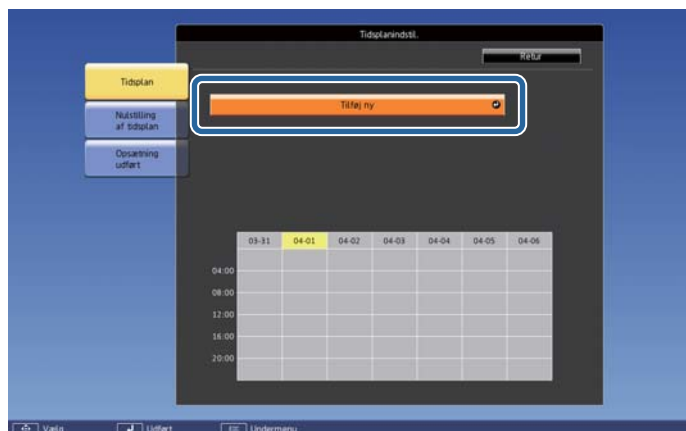 Tidsplanindstil.
Retur
Tidsplan
Tilføj ny
Nulstilling
af tidsplan
Opsætning
udført
03-31 04-01 04-02 04-03 04-04 04-05 04-06
04:00
08:00
12:00
16:00
20:00
Vælg Udført Undermenu